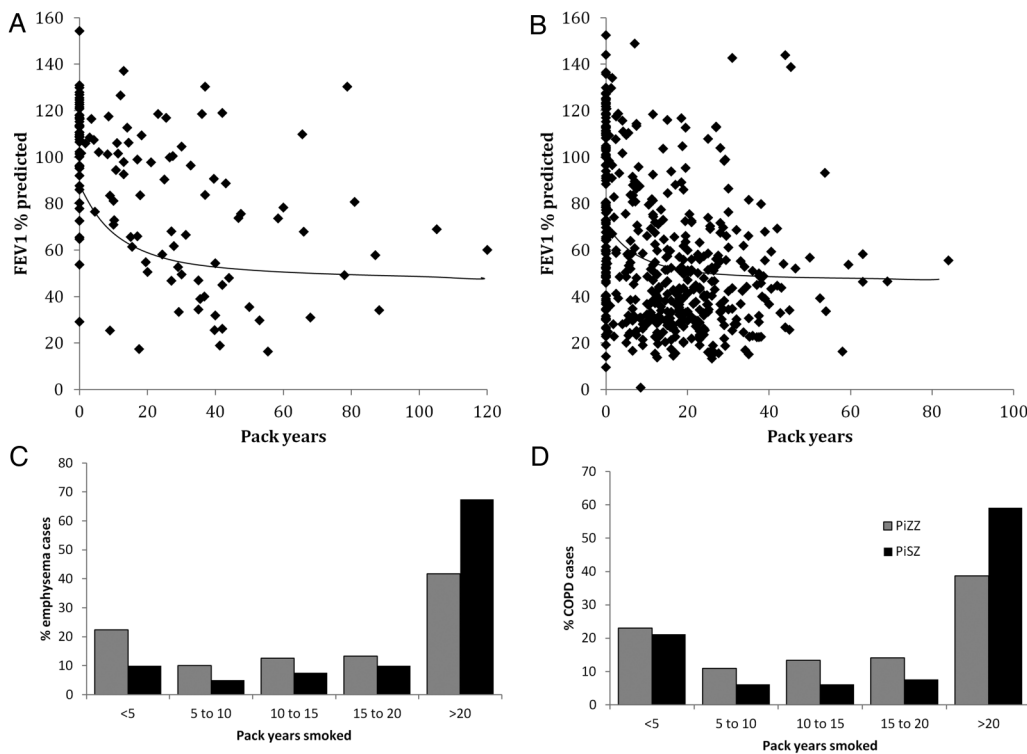 A
160
140
120
100
80
60
40
20
0
FEV1 % predicted
0 20 40 60 80 100 120
Pack years
B
160
140
120
100
80
60
40
20
0
FEV1 % predicted
0 20 40 60 80 100
Pack years
C
80
70
60
50
40
30
20
10
0
% emphysema cases
<5 5 to 10 10 to 15 15 to 20 >20
Pack years smoked
D
70
60
50
40
30
20
10
0
% COPD cases
PiZZ
PiSZ
<5 5 to 10 10 to 15 15 to 20 >20
Pack years smoked